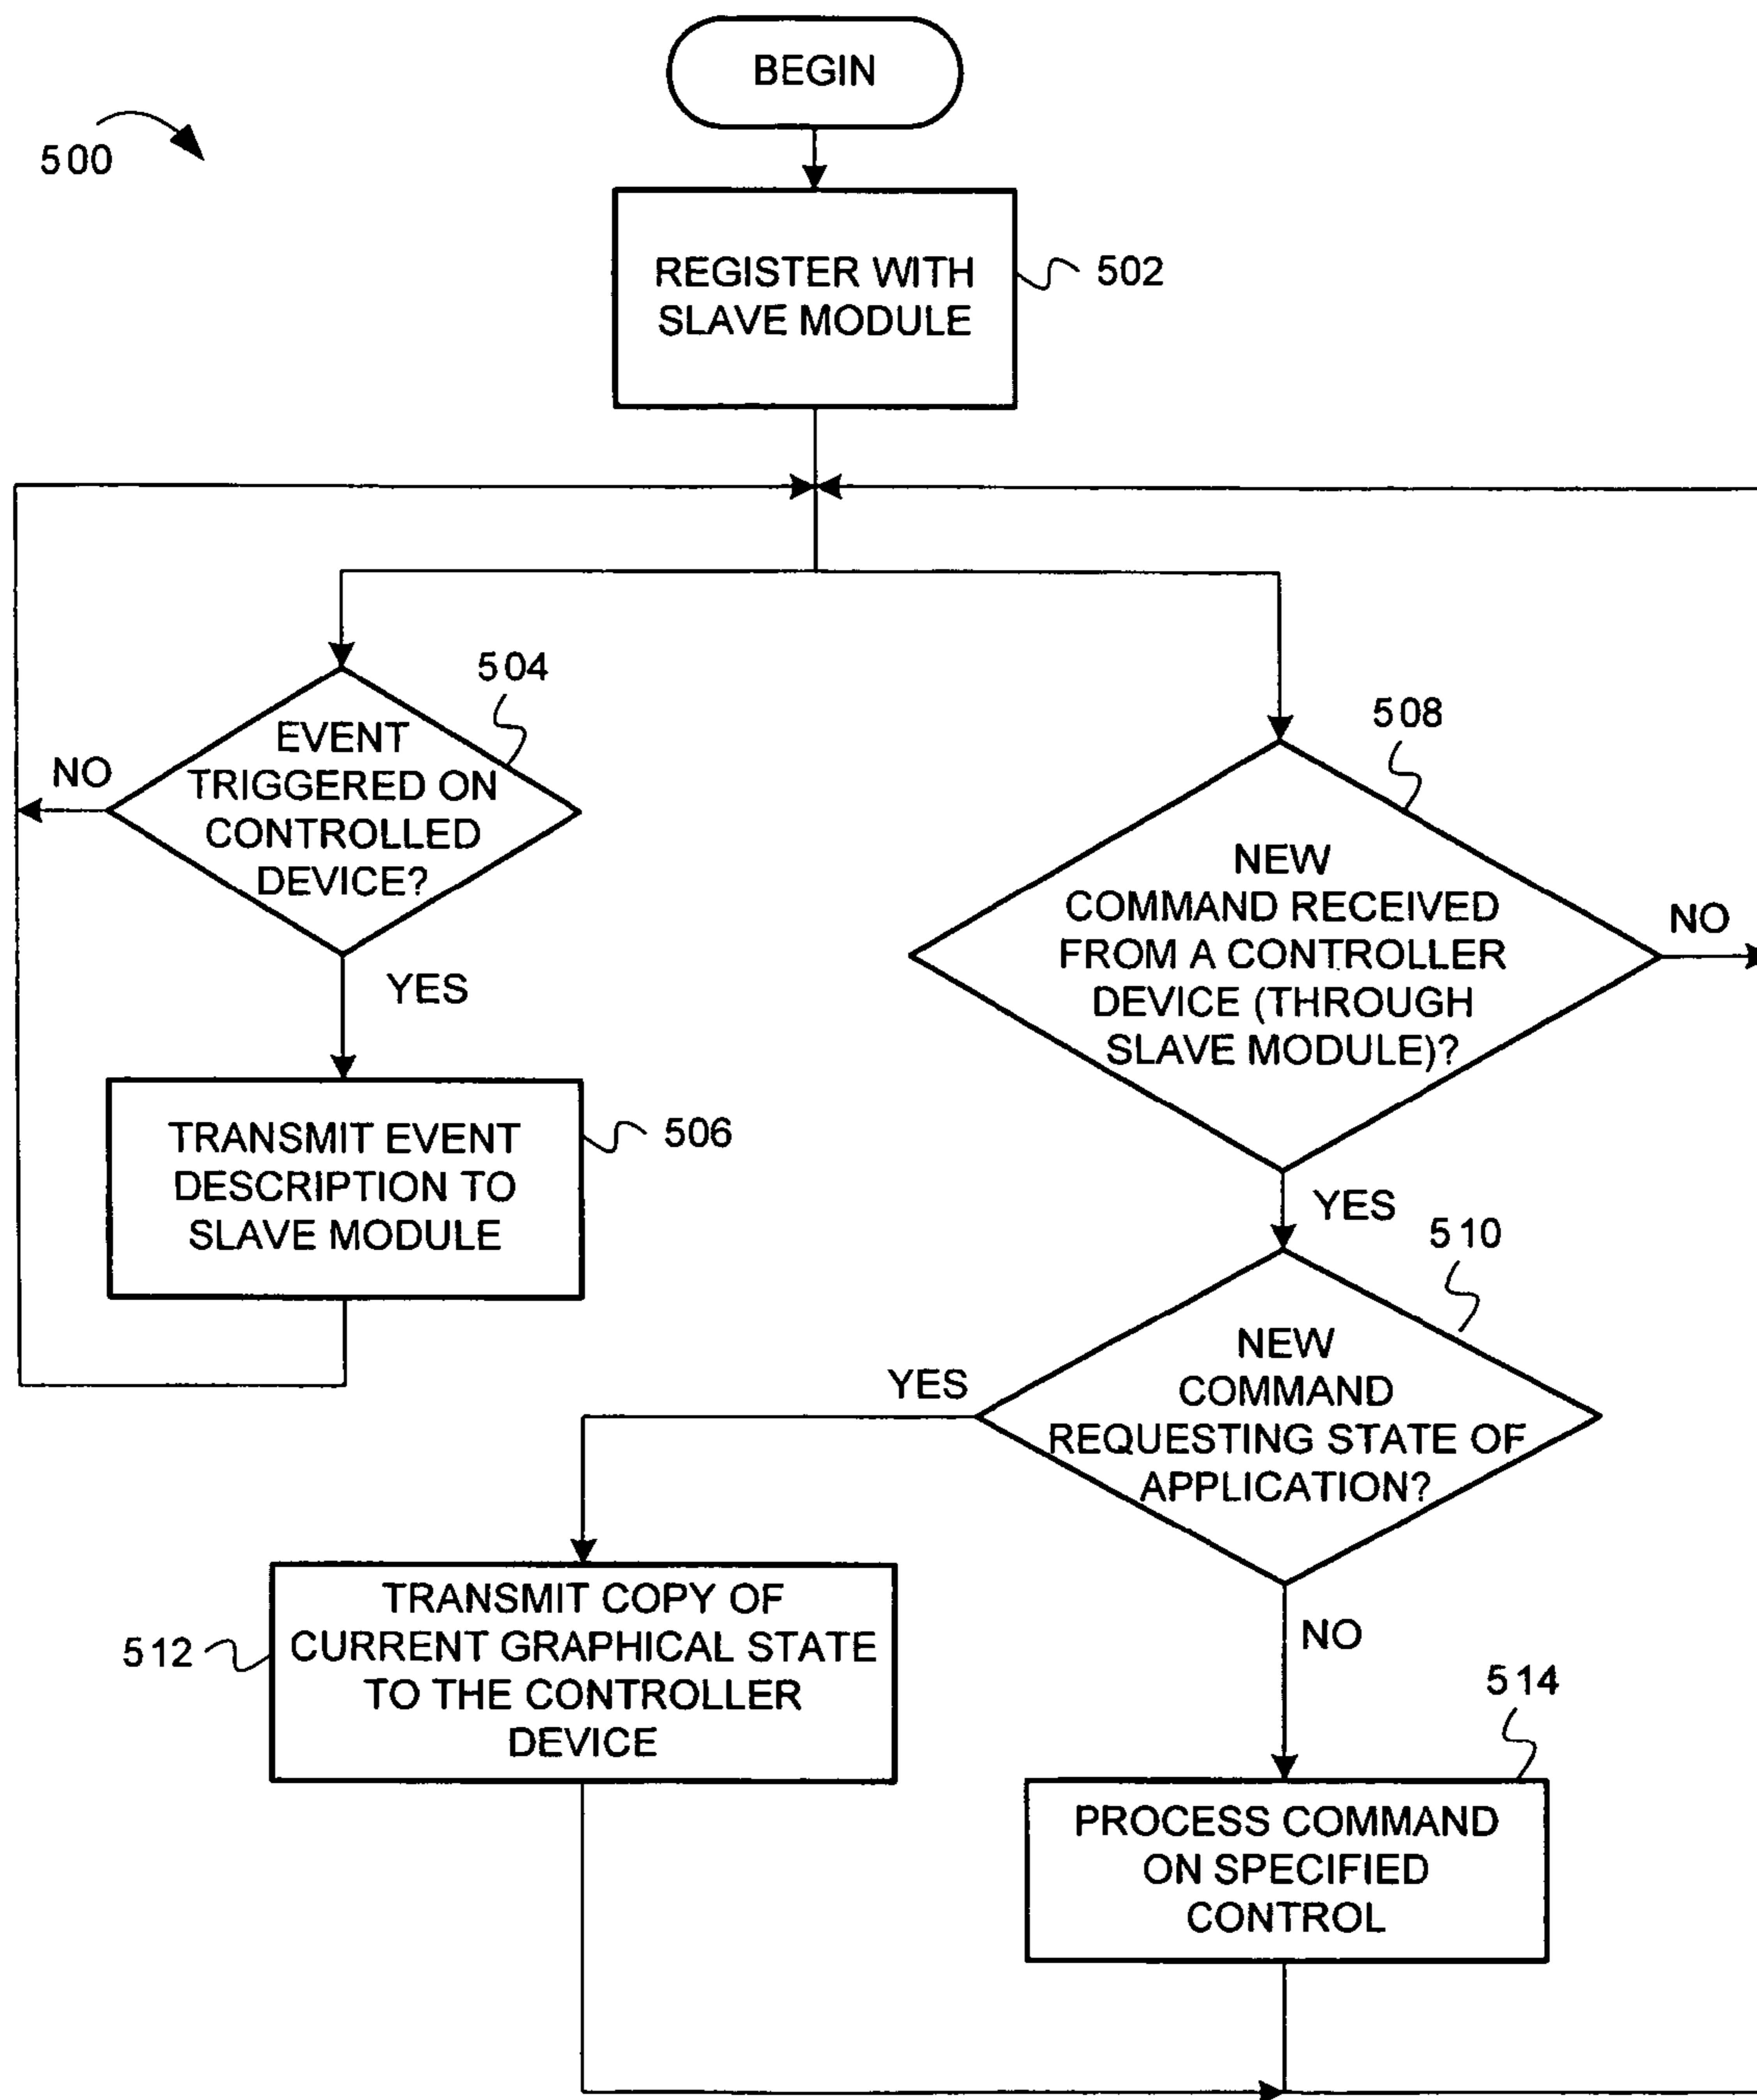 BEGIN
500
REGISTER WITH
SLAVE MODULE
502
504
EVENT
TRIGGERED ON
CONTROLLED
DEVICE?
NO
YES
508
NEW
COMMAND RECEIVED
FROM A CONTROLLER
DEVICE (THROUGH
SLAVE MODULE)?
NO
YES
TRANSMIT EVENT
DESCRIPTION TO
SLAVE MODULE
506
510
NEW
COMMAND
REQUESTING STATE OF
APPLICATION?
YES
NO
TRANSMIT COPY OF
CURRENT GRAPHICAL STATE
TO THE CONTROLLER
DEVICE
512
514
PROCESS COMMAND
ON SPECIFIED
CONTROL